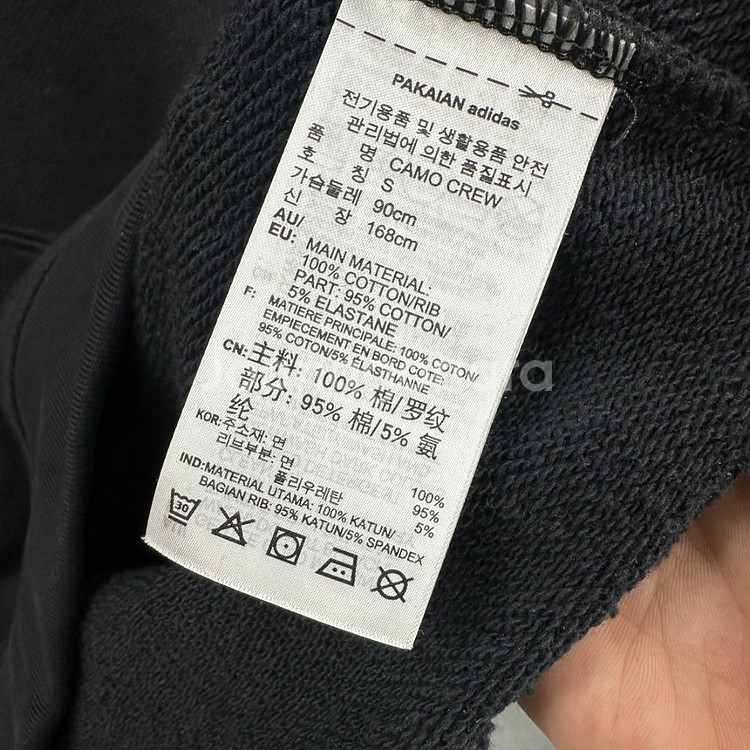 PAKAIAN adidas
전기용품 및 생활용품 안전
관리법에 의한 품질표시
품 명 CAMO CREW
호 칭 S
가슴둘레 90cm
신 장 168cm
AU/
EU: MAIN MATERIAL:
100% COTTON/RIB
PART: 95% COTTON/
5% ELASTANE
F: MATIERE PRINCIPALE: 100% COTON/
EMPIECEMENT EN BORD COTE:
95% COTON/5% ÉLASTHANNE
CN: 主料: 100% 棉/罗纹
部分: 95% 棉/5% 氨
纶
KOR: 주소재: 면 100%
리브부분: 면 95%
폴리우레탄 5%
IND: MATERIAL UTAMA: 100% KATUN/
BAGIAN RIB: 95% KATUN/5% SPANDEX
30